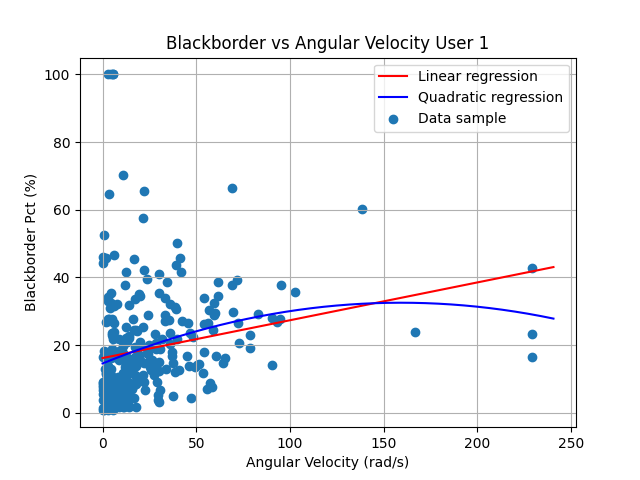 Blackborder vs Angular Velocity User 1
Linear regression
Quadratic regression
Data sample
Blackborder Pct (%)
100
80
60
40
20
0
0 50 100 150 200 250
Angular Velocity (rad/s)